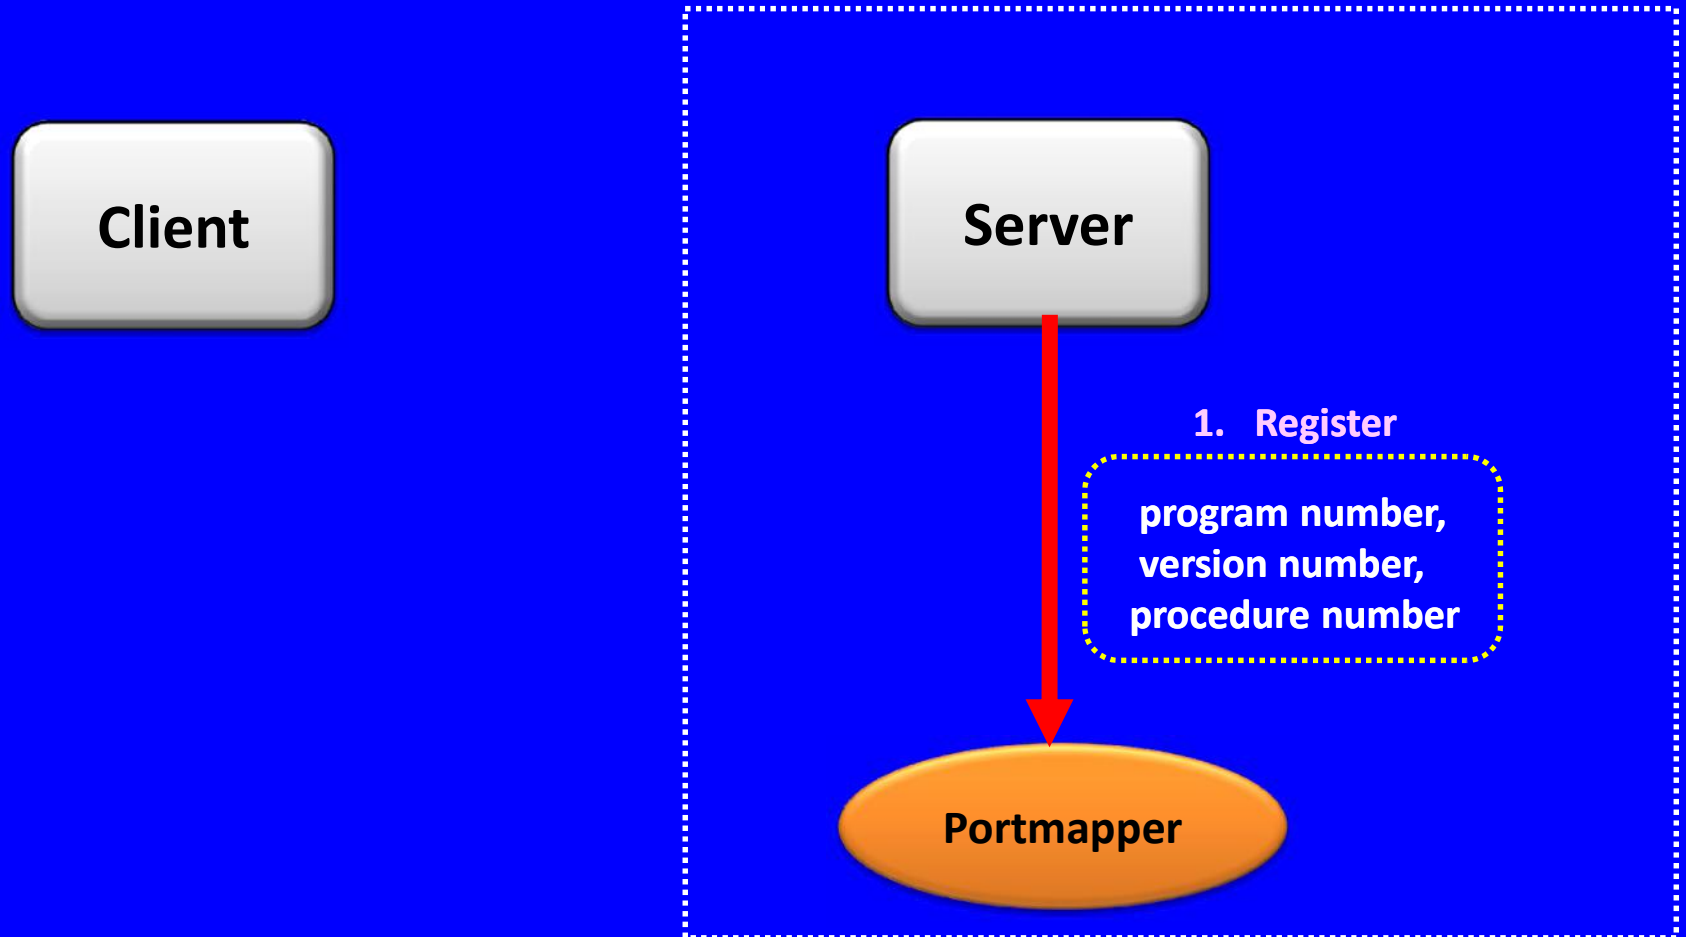 Client
Server
1. Register
program number,
version number,
procedure number
Portmapper